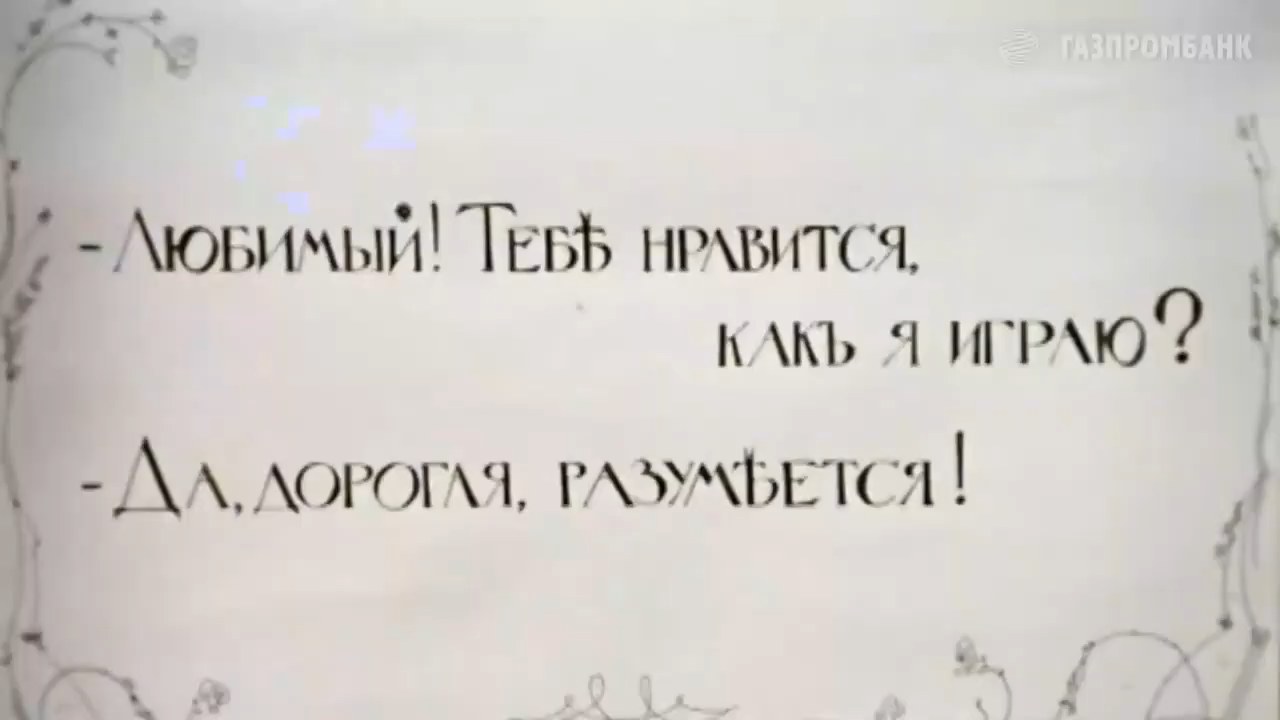 ГАЗПРОМБАНК
- Любимый! Тебѣ нравится,
какъ я играю?
- Да, дорогая, разумѣется!